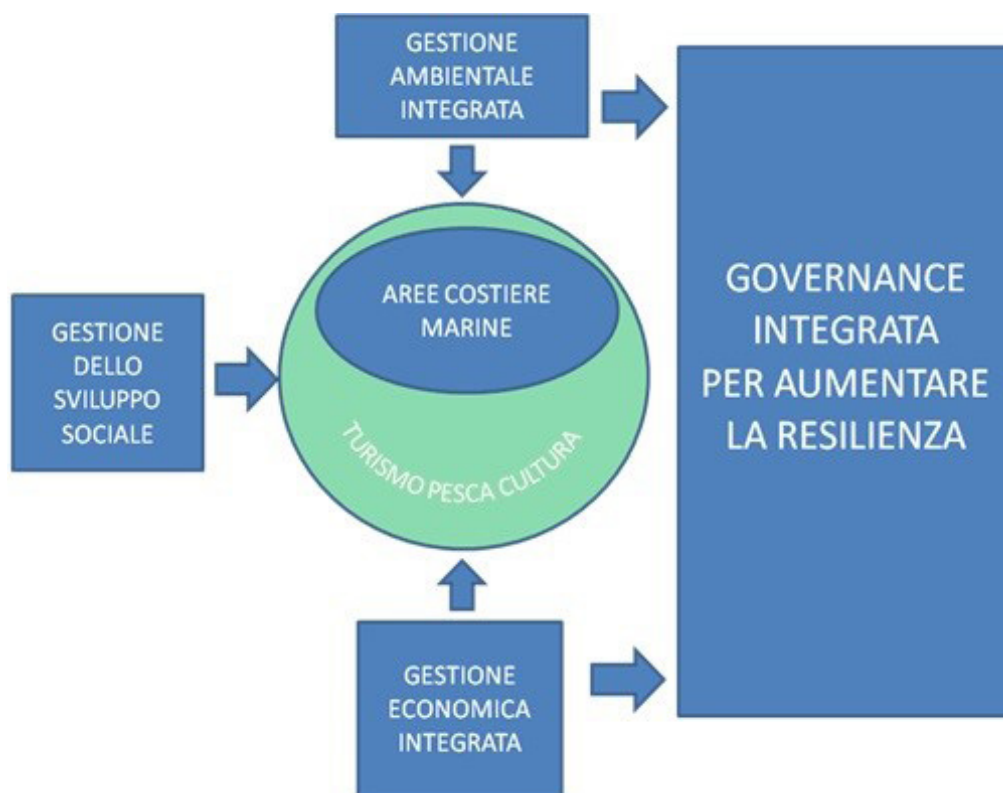 GESTIONE
AMBIENTALE
INTEGRATA
GESTIONE
DELLO
SVILUPPO
SOCIALE
AREE COSTIERE
MARINE
TURISMO PESCA CULTURA
GESTIONE
ECONOMICA
INTEGRATA
GOVERNANCE
INTEGRATA
PER AUMENTARE
LA RESILIENZA